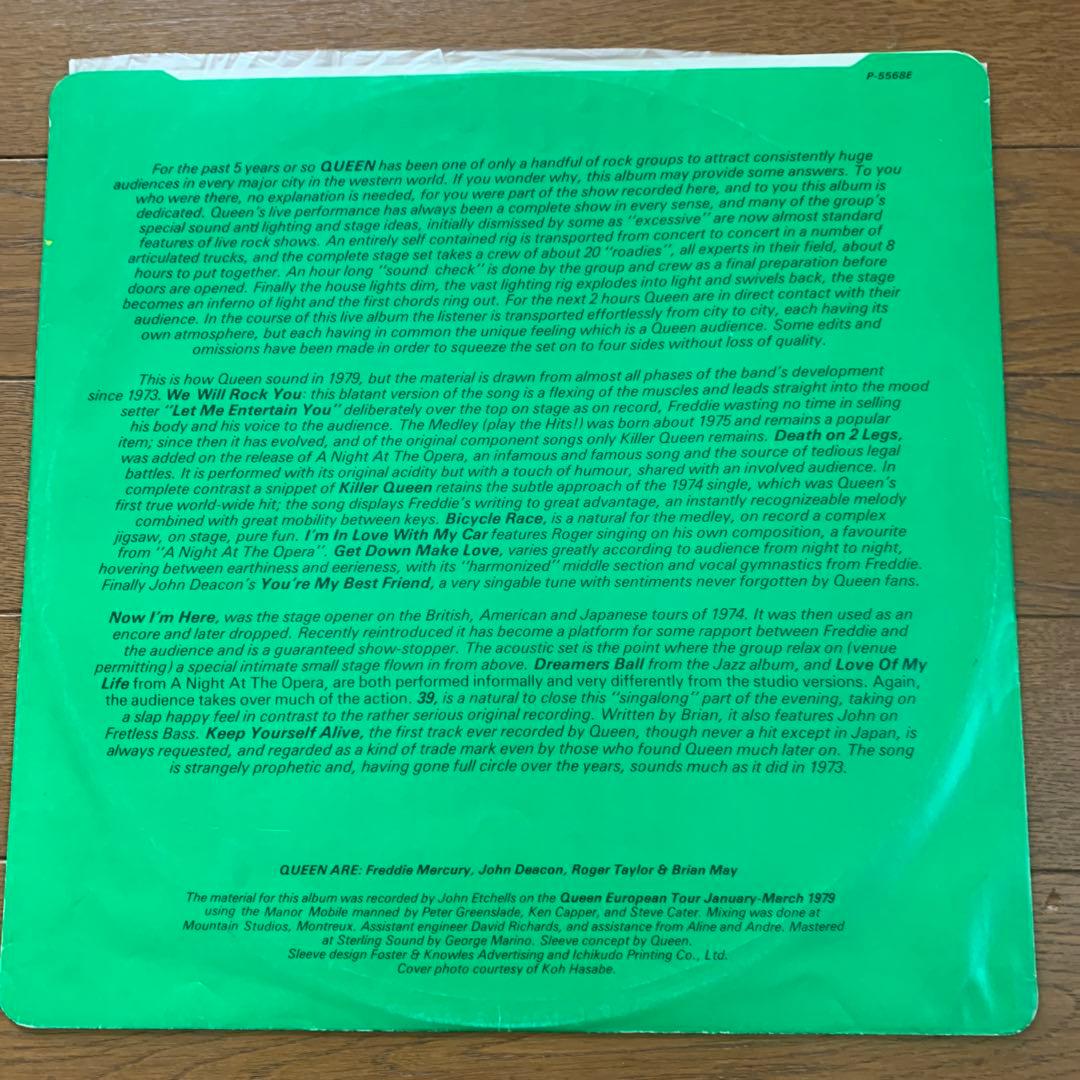 P-5568E
For the past 5 years or so QUEEN has been one of only a handful of rock groups to attract consistently huge
audiences in every major city in the western world. If you wonder why, this album may provide some answers. To you
who were there, no explanation is needed, for you were part of the show recorded here, and to you this album is
dedicated. Queen's live performance has always been a complete show in every sense, and many of the group's
special sound and lighting and stage ideas, initially dismissed by some as "excessive" are now almost standard
features of live rock shows. An entirely self contained rig is transported from concert to concert in a number of
articulated trucks, and the complete stage set takes a crew of about 20 "roadies", all experts in their field, about 8
hours to put together. An hour long "sound check" is done by the group and crew as a final preparation before
doors are opened. Finally the house lights dim, the vast lighting rig explodes into light and swivels back, the stage
becomes an inferno of light and the first chords ring out. For the next 2 hours Queen are in direct contact with their
audience. In the course of this live album the listener is transported effortlessly from city to city, each having its
own atmosphere, but each having in common the unique feeling which is a Queen audience. Some edits and
omissions have been made in order to squeeze the set on to four sides without loss of quality.
This is how Queen sound in 1979, but the material is drawn from almost all phases of the band's development
since 1973. We Will Rock You: this blatant version of the song is a flexing of the muscles and leads straight into the mood
setter "Let Me Entertain You" deliberately over the top on stage as on record, Freddie wasting no time in selling
his body and his voice to the audience. The Medley (play the Hits!) was born about 1975 and remains a popular
item; since then it has evolved, and of the original component songs only Killer Queen remains. Death on 2 Legs,
was added on the release of A Night At The Opera, an infamous and famous song and the source of tedious legal
battles. It is performed with its original acidity but with a touch of humour, shared with an involved audience. In
complete contrast a snippet of Killer Queen retains the subtle approach of the 1974 single, which was Queen's
first true world-wide hit; the song displays Freddie's writing to great advantage, an instantly recognizeable melody
combined with great mobility between keys. Bicycle Race, is a natural for the medley, on record a complex
jigsaw, on stage, pure fun. I'm In Love With My Car features Roger singing on his own composition, a favourite
from "A Night At The Opera". Get Down Make Love, varies greatly according to audience from night to night,
hovering between earthiness and eerieness, with its "harmonized" middle section and vocal gymnastics from Freddie.
Finally John Deacon's You're My Best Friend, a very singable tune with sentiments never forgotten by Queen fans.
Now I'm Here, was the stage opener on the British, American and Japanese tours of 1974. It was then used as an
encore and later dropped. Recently reintroduced it has become a platform for some rapport between Freddie and
the audience and is a guaranteed show-stopper. The acoustic set is the point where the group relax on (venue
permitting) a special intimate small stage flown in from above. Dreamers Ball from the Jazz album, and Love Of My
Life from A Night At The Opera, are both performed informally and very differently from the studio versions. Again,
the audience takes over much of the action. 39, is a natural to close this "singalong" part of the evening, taking on
a slap happy feel in contrast to the rather serious original recording. Written by Brian, it also features John on
Fretless Bass. Keep Yourself Alive, the first track ever recorded by Queen, though never a hit except in Japan, is
always requested, and regarded as a kind of trade mark even by those who found Queen much later on. The song
is strangely prophetic and, having gone full circle over the years, sounds much as it did in 1973.
QUEEN ARE: Freddie Mercury, John Deacon, Roger Taylor & Brian May
The material for this album was recorded by John Etchells on the Queen European Tour January-March 1979
using the Manor Mobile manned by Peter Greenslade, Ken Capper, and Steve Cater. Mixing was done at
Mountain Studios, Montreux. Assistant engineer David Richards, and assistance from Aline and Andre. Mastered
at Sterling Sound by George Marino. Sleeve concept by Queen.
Sleeve design Foster & Knowles Advertising and Ichikudo Printing Co., Ltd.
Cover photo courtesy of Koh Hasabe.